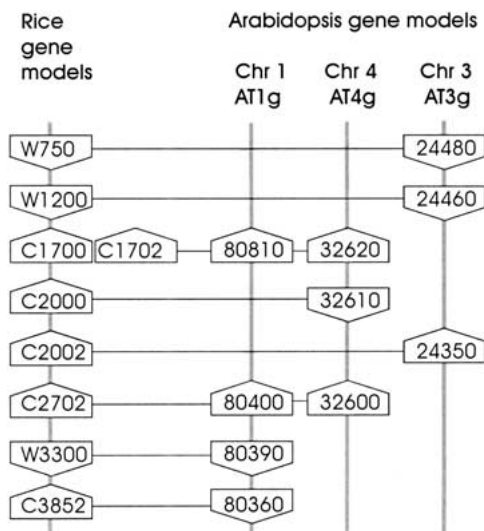 Rice gene models
Arabidopsis gene models
Chr 1 AT1g
Chr 4 AT4g
Chr 3 AT3g
W750 24480
W1200 24460
C1700 C1702 80810 32620
C2000 32610
C2002 24350
C2702 80400 32600
W3300 80390
C3852 80360